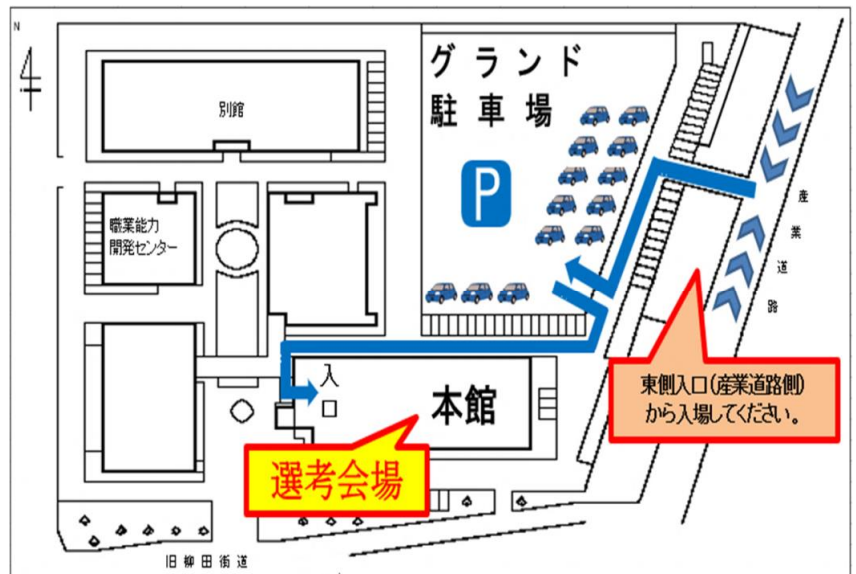 N
グランド
駐車場
別館
P
職業能力
開発センター
産業道路
入口
本館
東側入口(産業道路側)
から入場してください。
選考会場
旧柳田街道